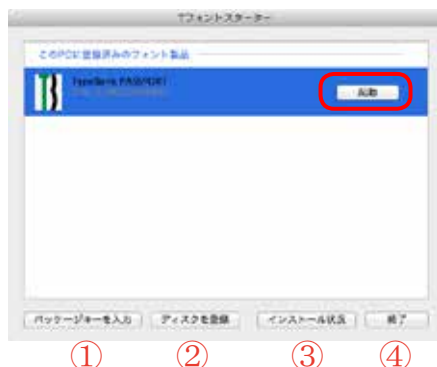 Tフォントスターター
このPCに登録済みのフォント製品
TypeBank PASSPORT
起動
パッケージキーを入力 ディスクを登録 インストール状況 終了
① ② ③ ④